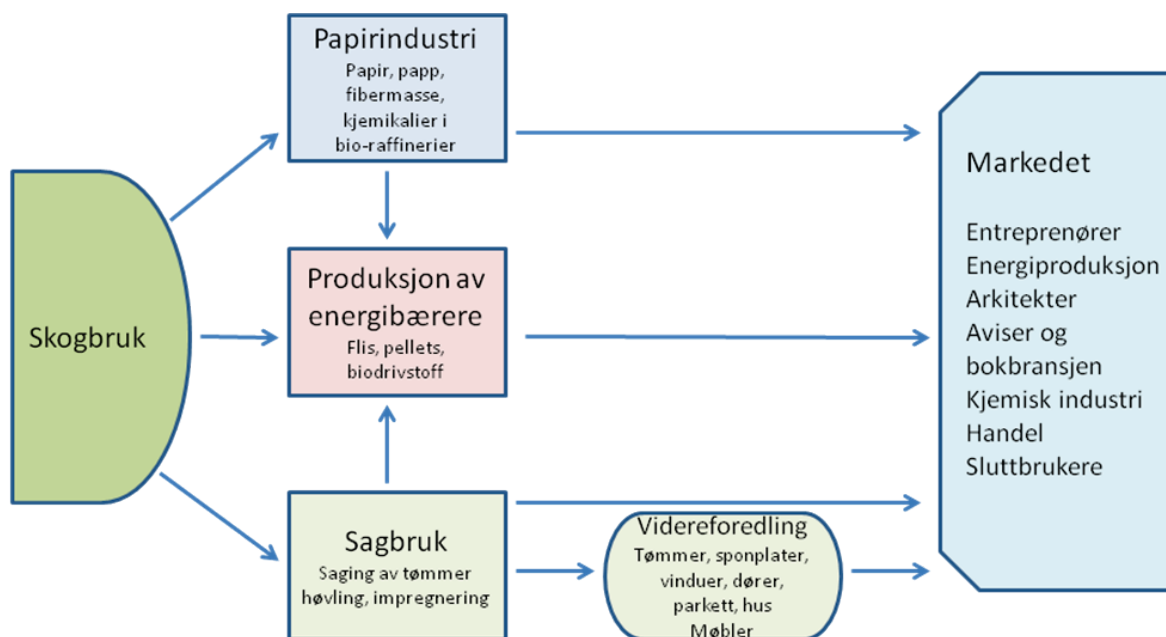 Papirindustri
Papir, papp,
fibermasse,
kjemikalier i
bio-raffinerier
Skogbruk
Produksjon av
energibærere
Flis, pellets,
biodrivstoff
Sagbruk
Saging av tømmer
høvling, impregnering
Videreforedling
Tømmer, sponplater,
vinduer, dører,
parkett, hus
Møbler
Markedet
Entreprenører
Energiproduksjon
Arkitekter
Aviser og
bokbransjen
Kjemisk industri
Handel
Sluttbrukere